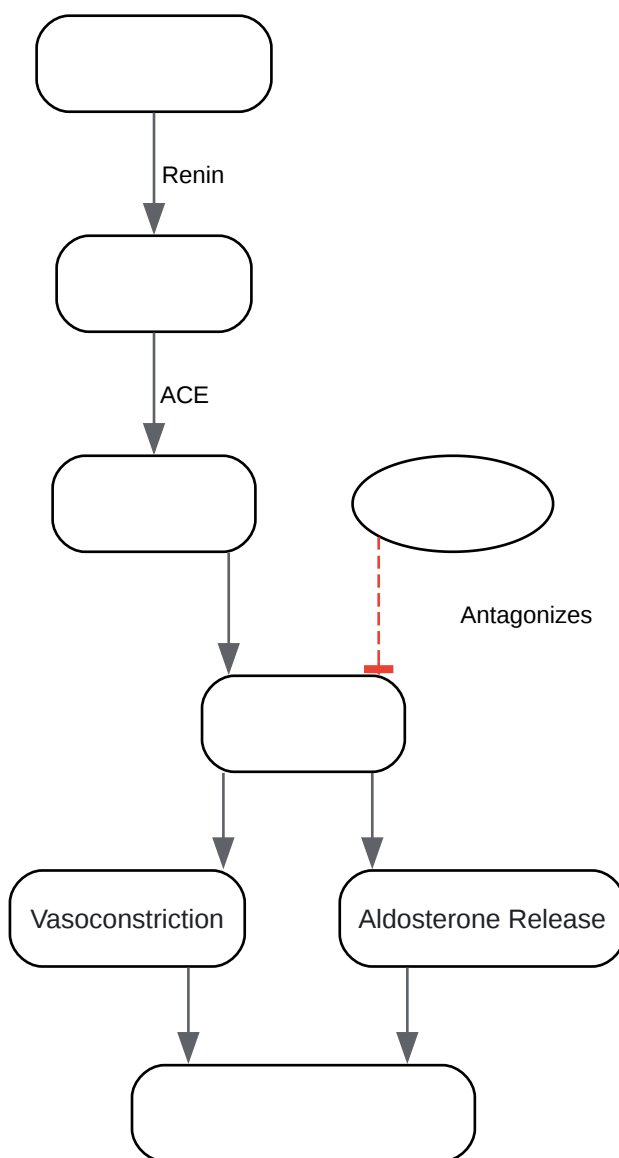 Renin
ACE
Antagonizes
Vasoconstriction
Aldosterone Release